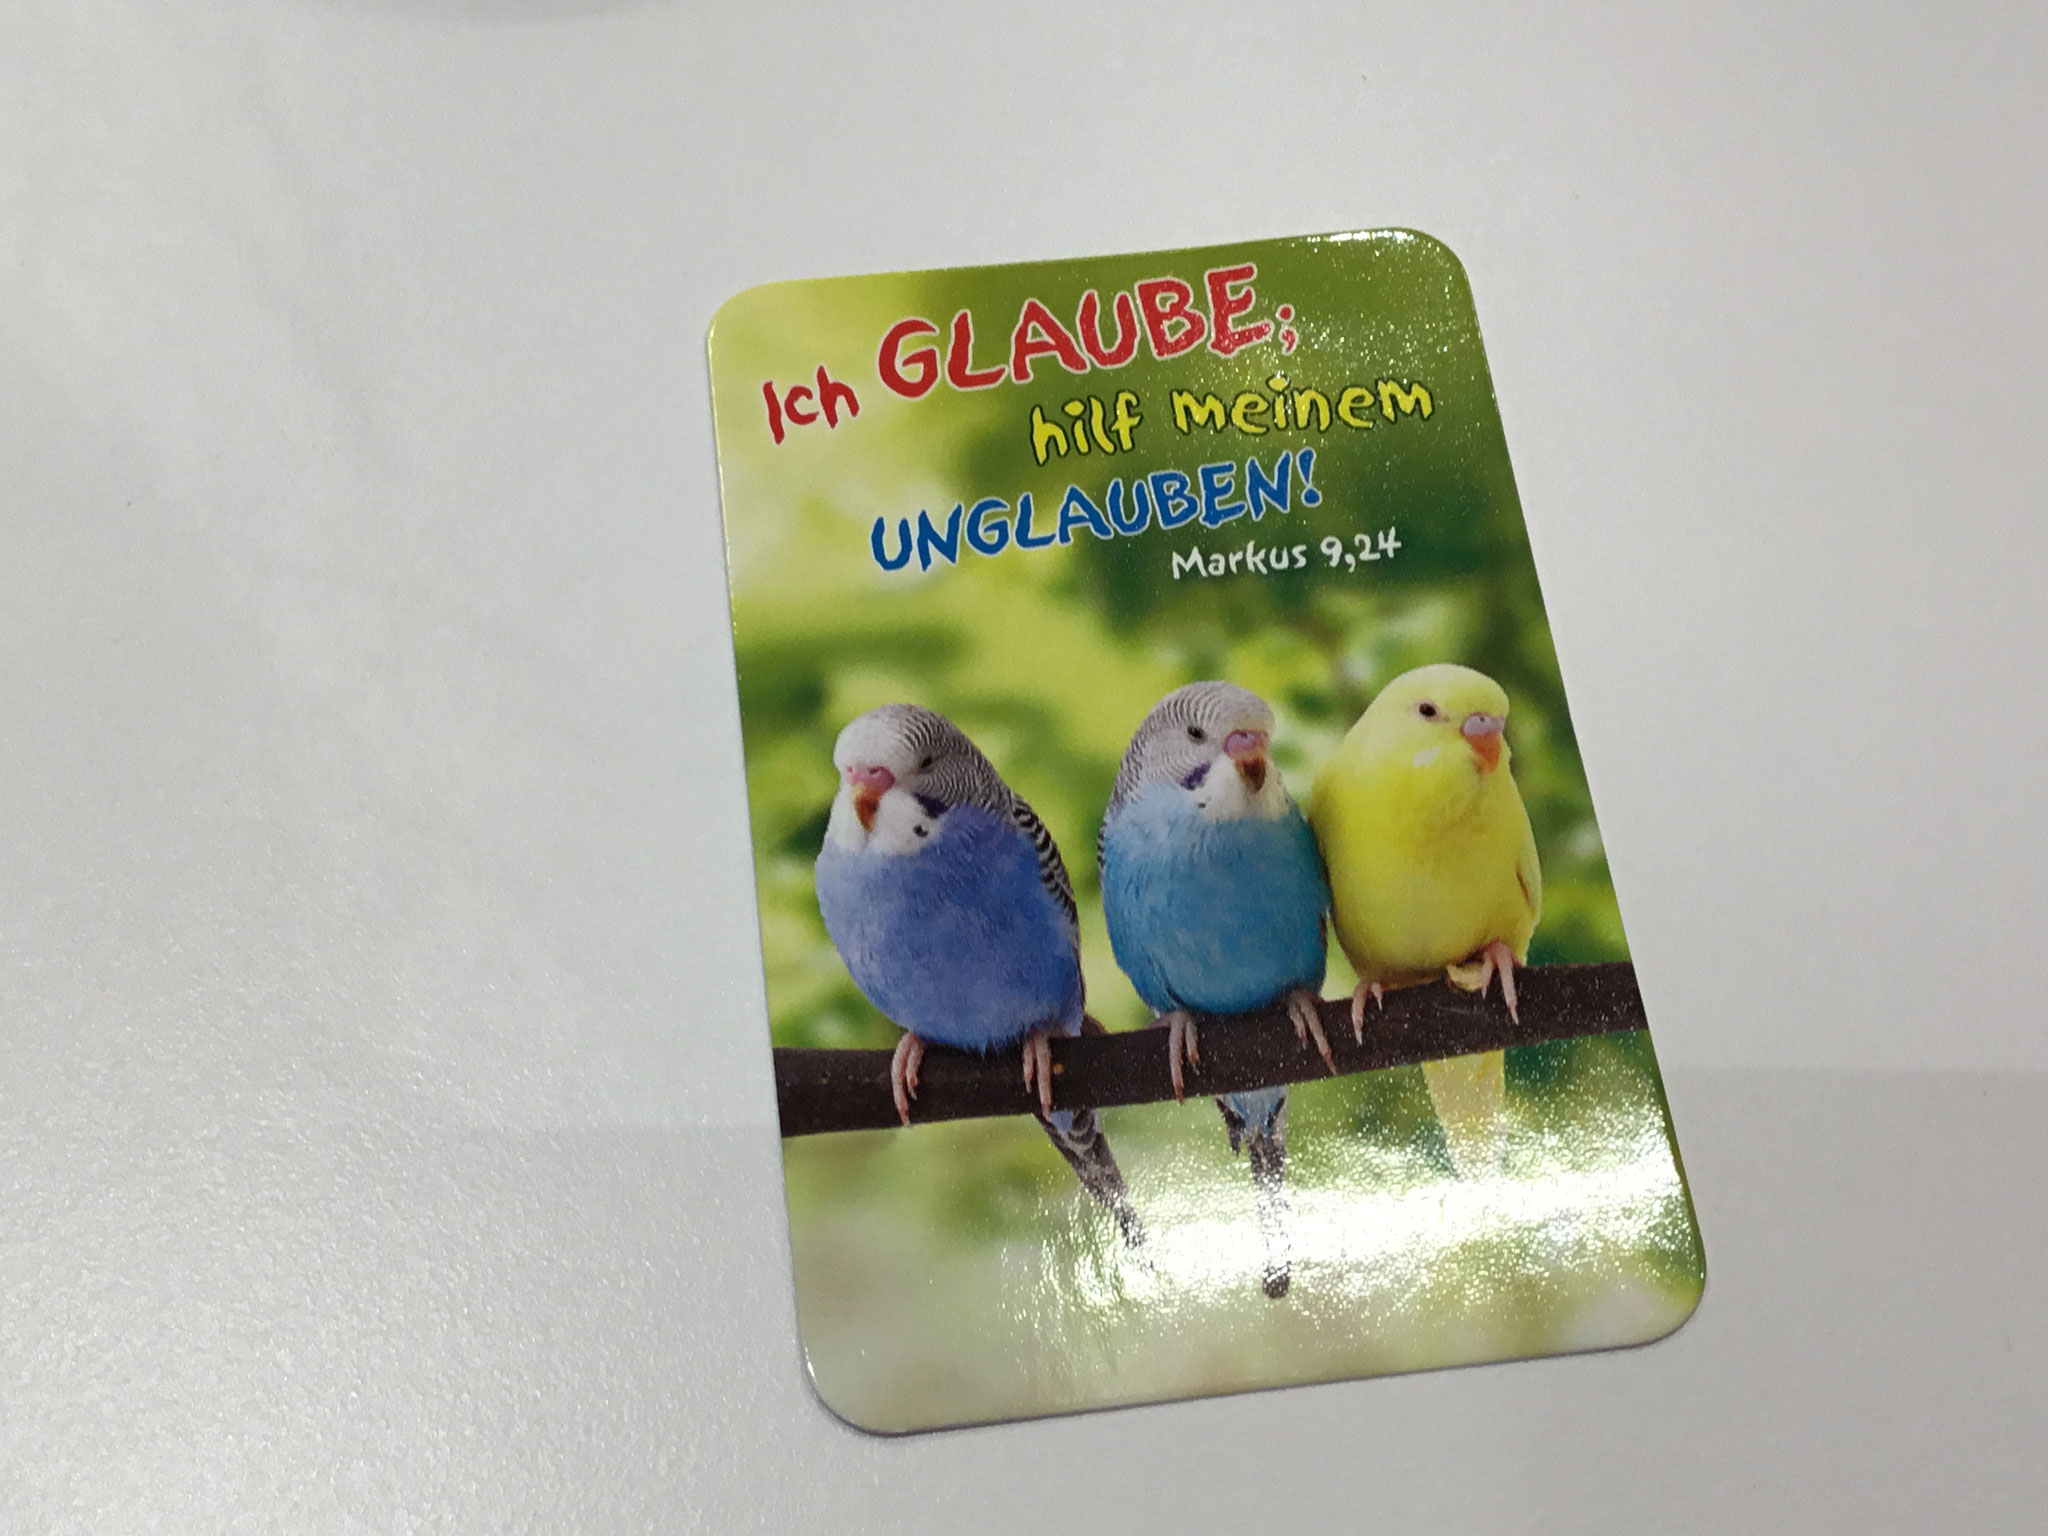 Ich GLAUBE;
hilf meinem
UNGLAUBEN!
Markus 9,24